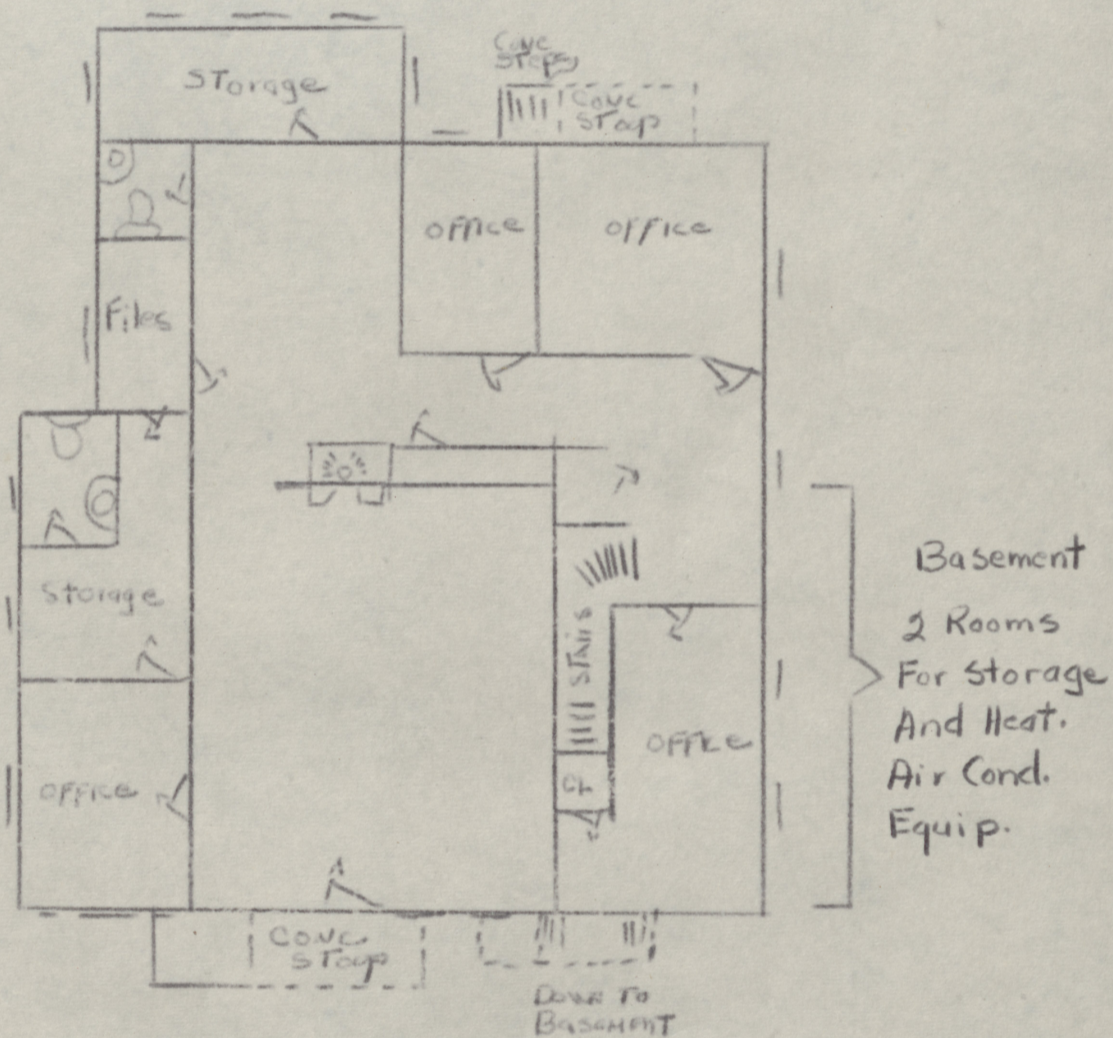 Conc
Steps
Storage
Conc
Stoop
Office
Office
Files
Basement
2 Rooms
For Storage
And Heat.
Air Cond.
Equip.
Storage
Stairs
Office
Office
Conc
Stoop
Down To
Basement